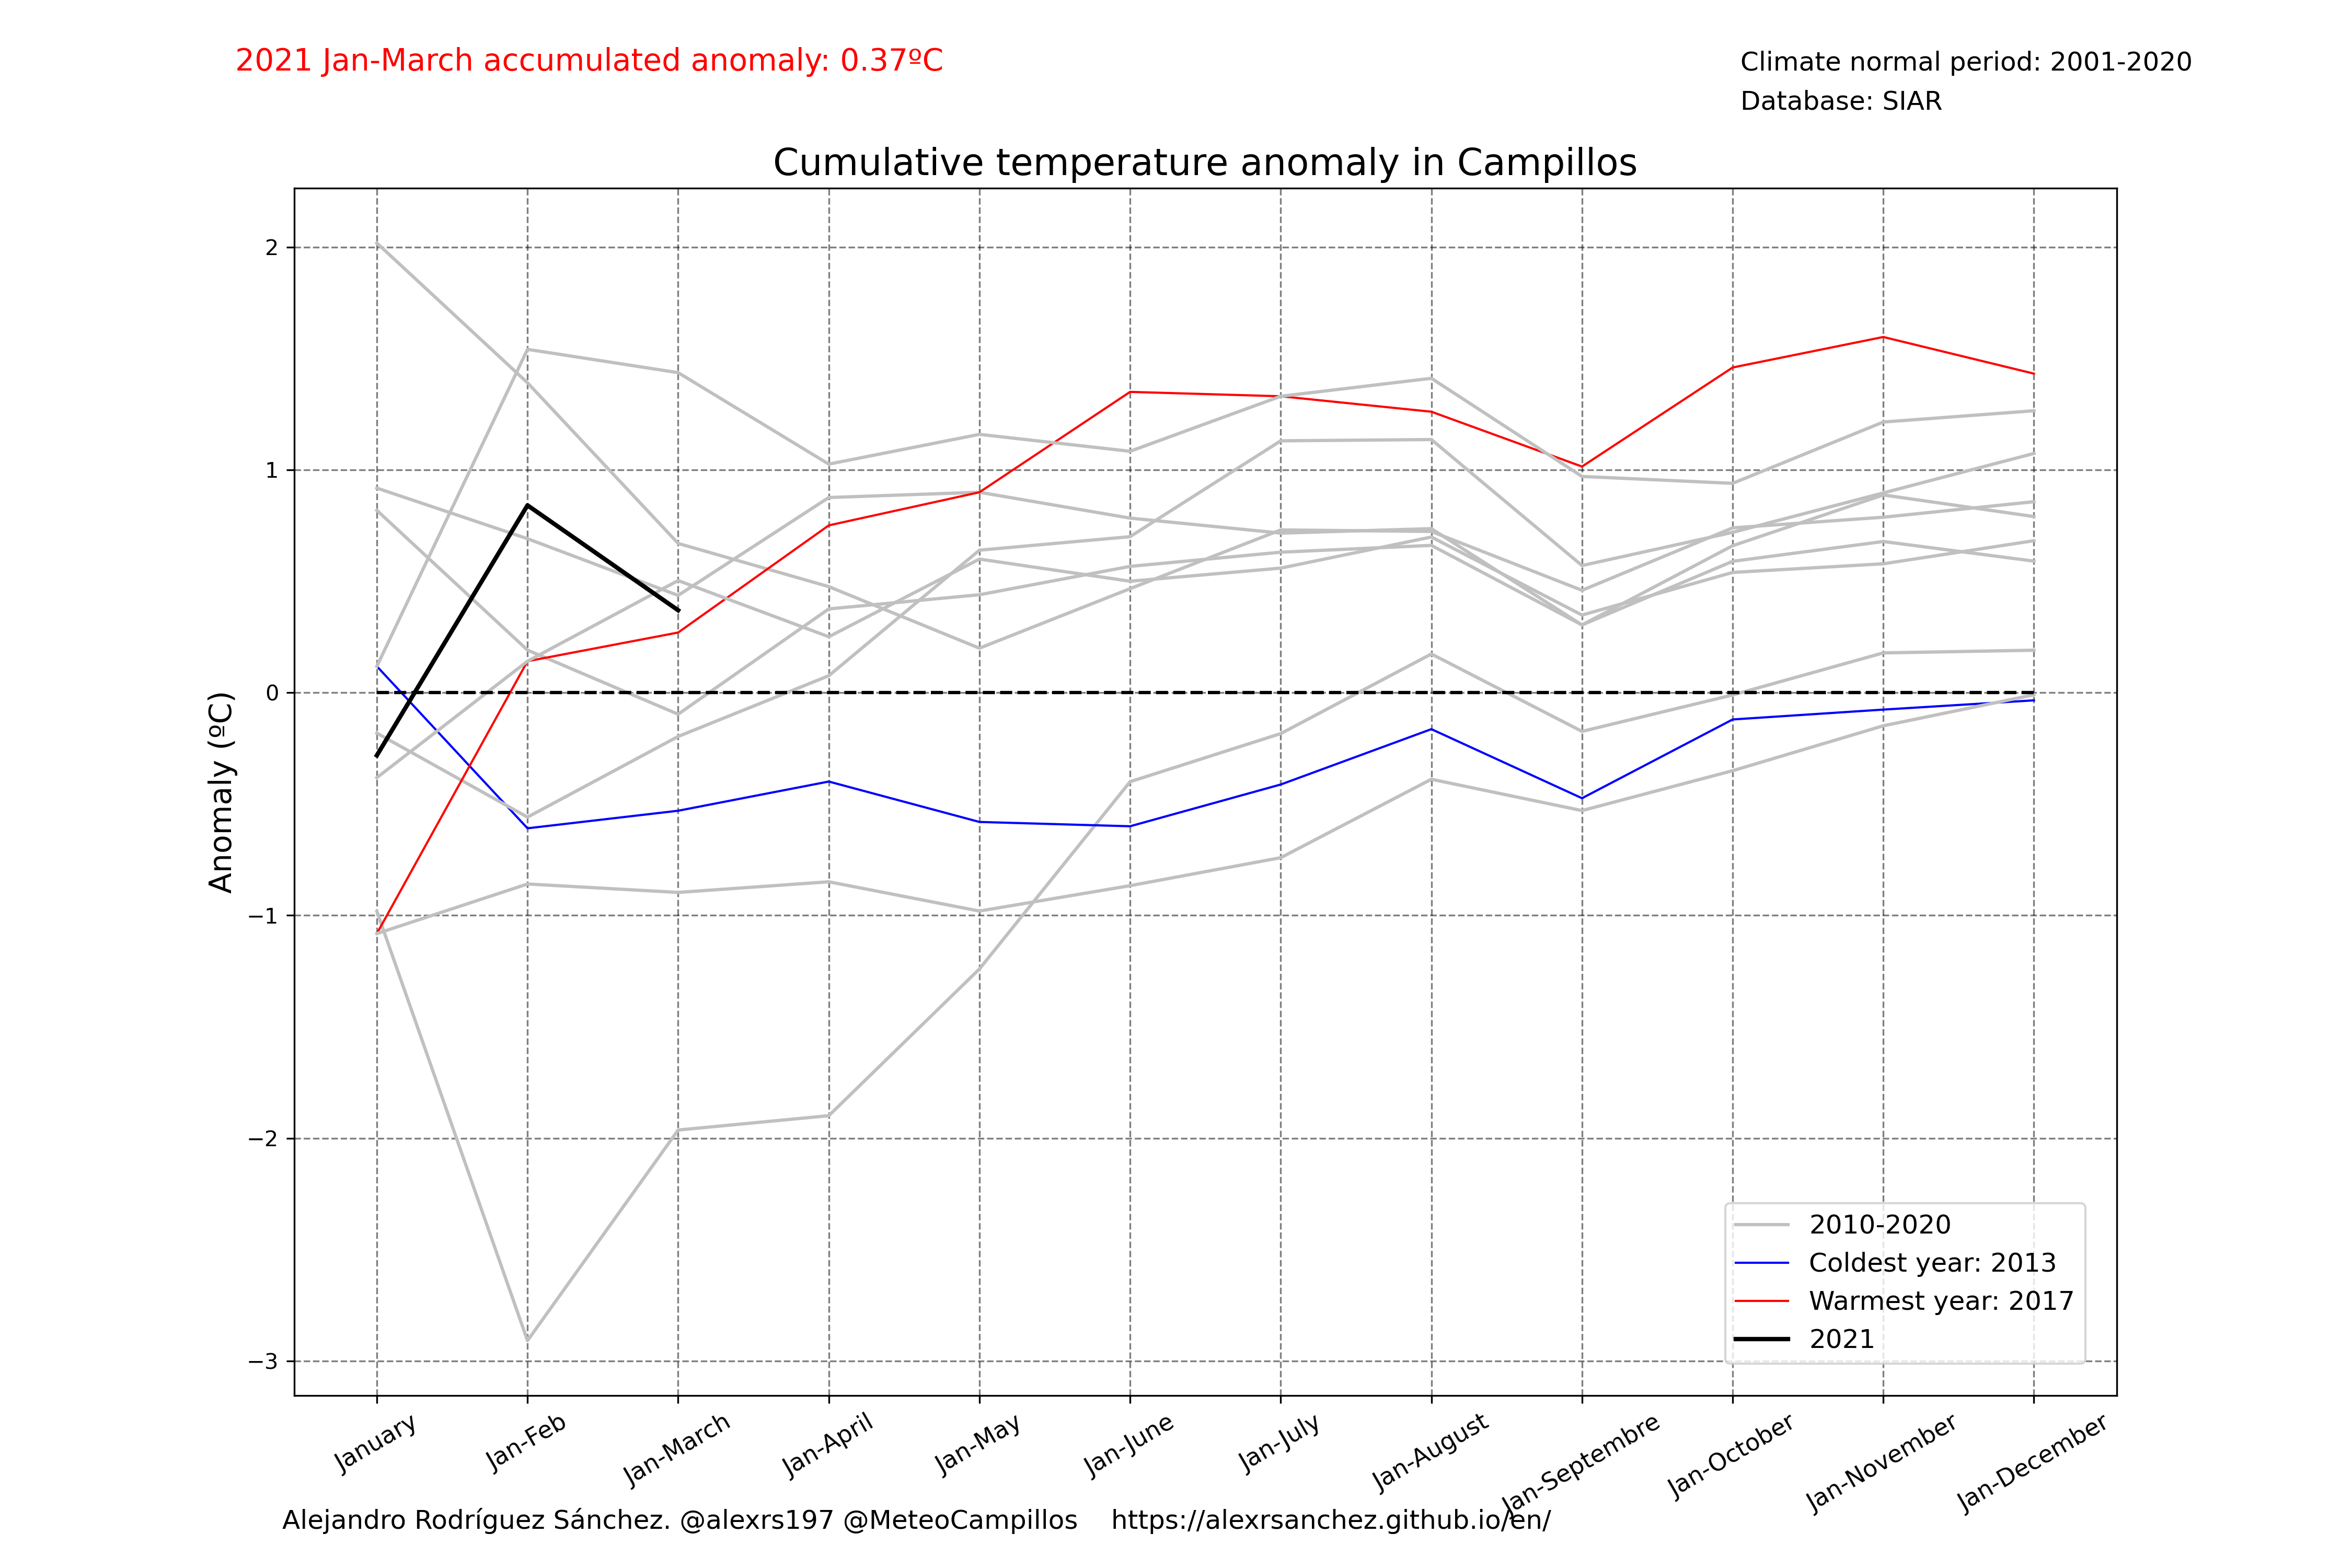 2021 Jan-March accumulated anomaly: 0.37ºC
Climate normal period: 2001-2020
Database: SIAR
Cumulative temperature anomaly in Campillos
Anomaly (ºC)
2
1
0
−1
−2
−3
2010-2020
Coldest year: 2013
Warmest year: 2017
2021
January
Jan-Feb
Jan-March
Jan-April
Jan-May
Jan-June
Jan-July
Jan-August
Jan-Septembre
Jan-October
Jan-November
Jan-December
Alejandro Rodríguez Sánchez. @alexrs197 @MeteoCampillos https://alexrsanchez.github.io/en/